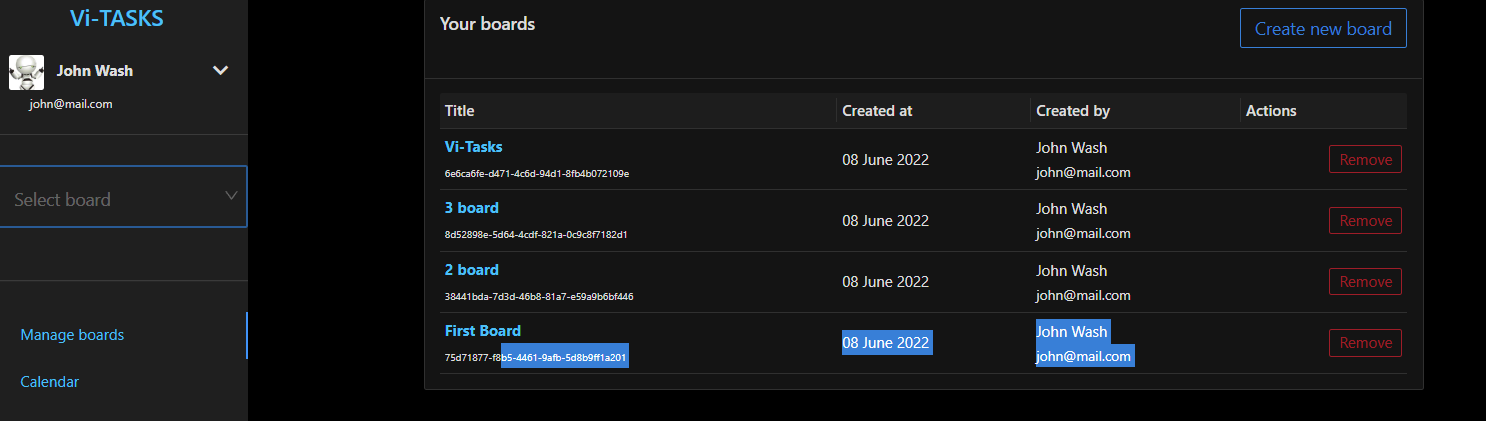 Vi-TASKS
John Wash
john@mail.com
Select board
Manage boards
Calendar
Your boards
Create new board
Title Created at Created by Actions
Vi-Tasks
6e6ca6fe-d471-4c6d-94d1-8fb4b072109e
08 June 2022
John Wash
john@mail.com
Remove
3 board
8d52898e-5d64-4cdf-821a-0c9c8f7182d1
08 June 2022
John Wash
john@mail.com
Remove
2 board
38441bda-7d3d-46b8-81a7-e59a9b6bf446
08 June 2022
John Wash
john@mail.com
Remove
First Board
75d71877-f8b5-4461-9afb-5d8b9ff1a201
08 June 2022
John Wash
john@mail.com
Remove